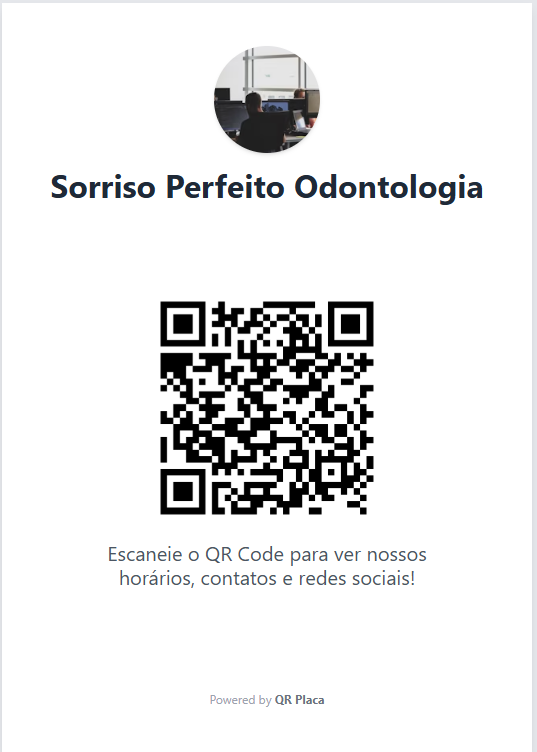 Sorriso Perfeito Odontologia
Escaneie o QR Code para ver nossos
horários, contatos e redes sociais!
Powered by QR Placa